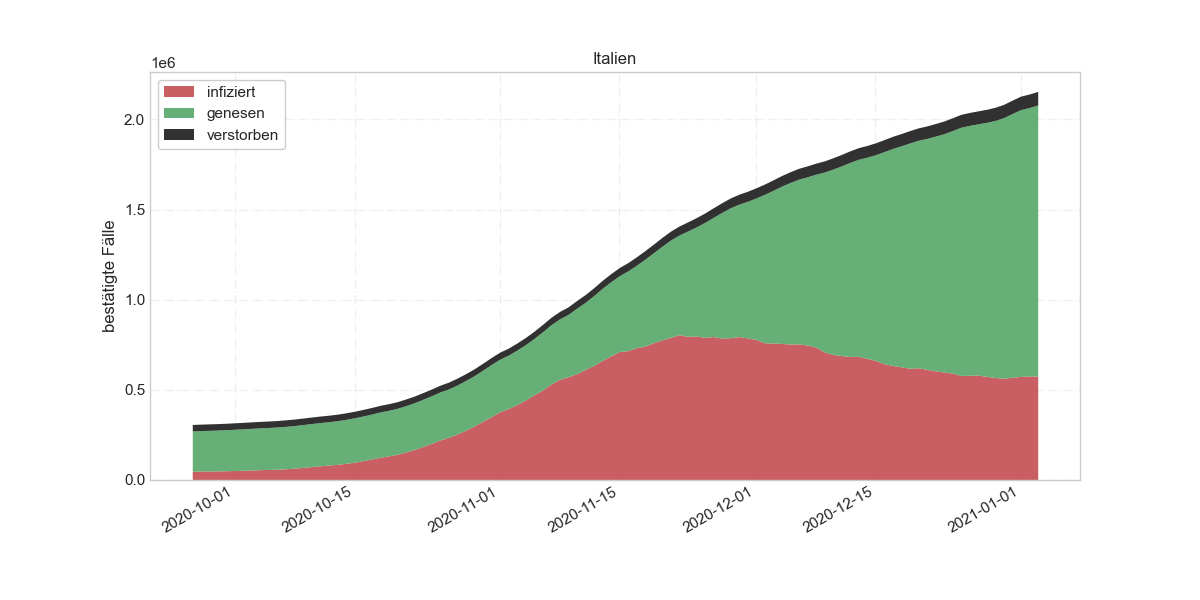 Italien
1e6
infiziert
genesen
verstorben
bestätigte Fälle
2.0
1.5
1.0
0.5
0.0
2020-10-01
2020-10-15
2020-11-01
2020-11-15
2020-12-01
2020-12-15
2021-01-01